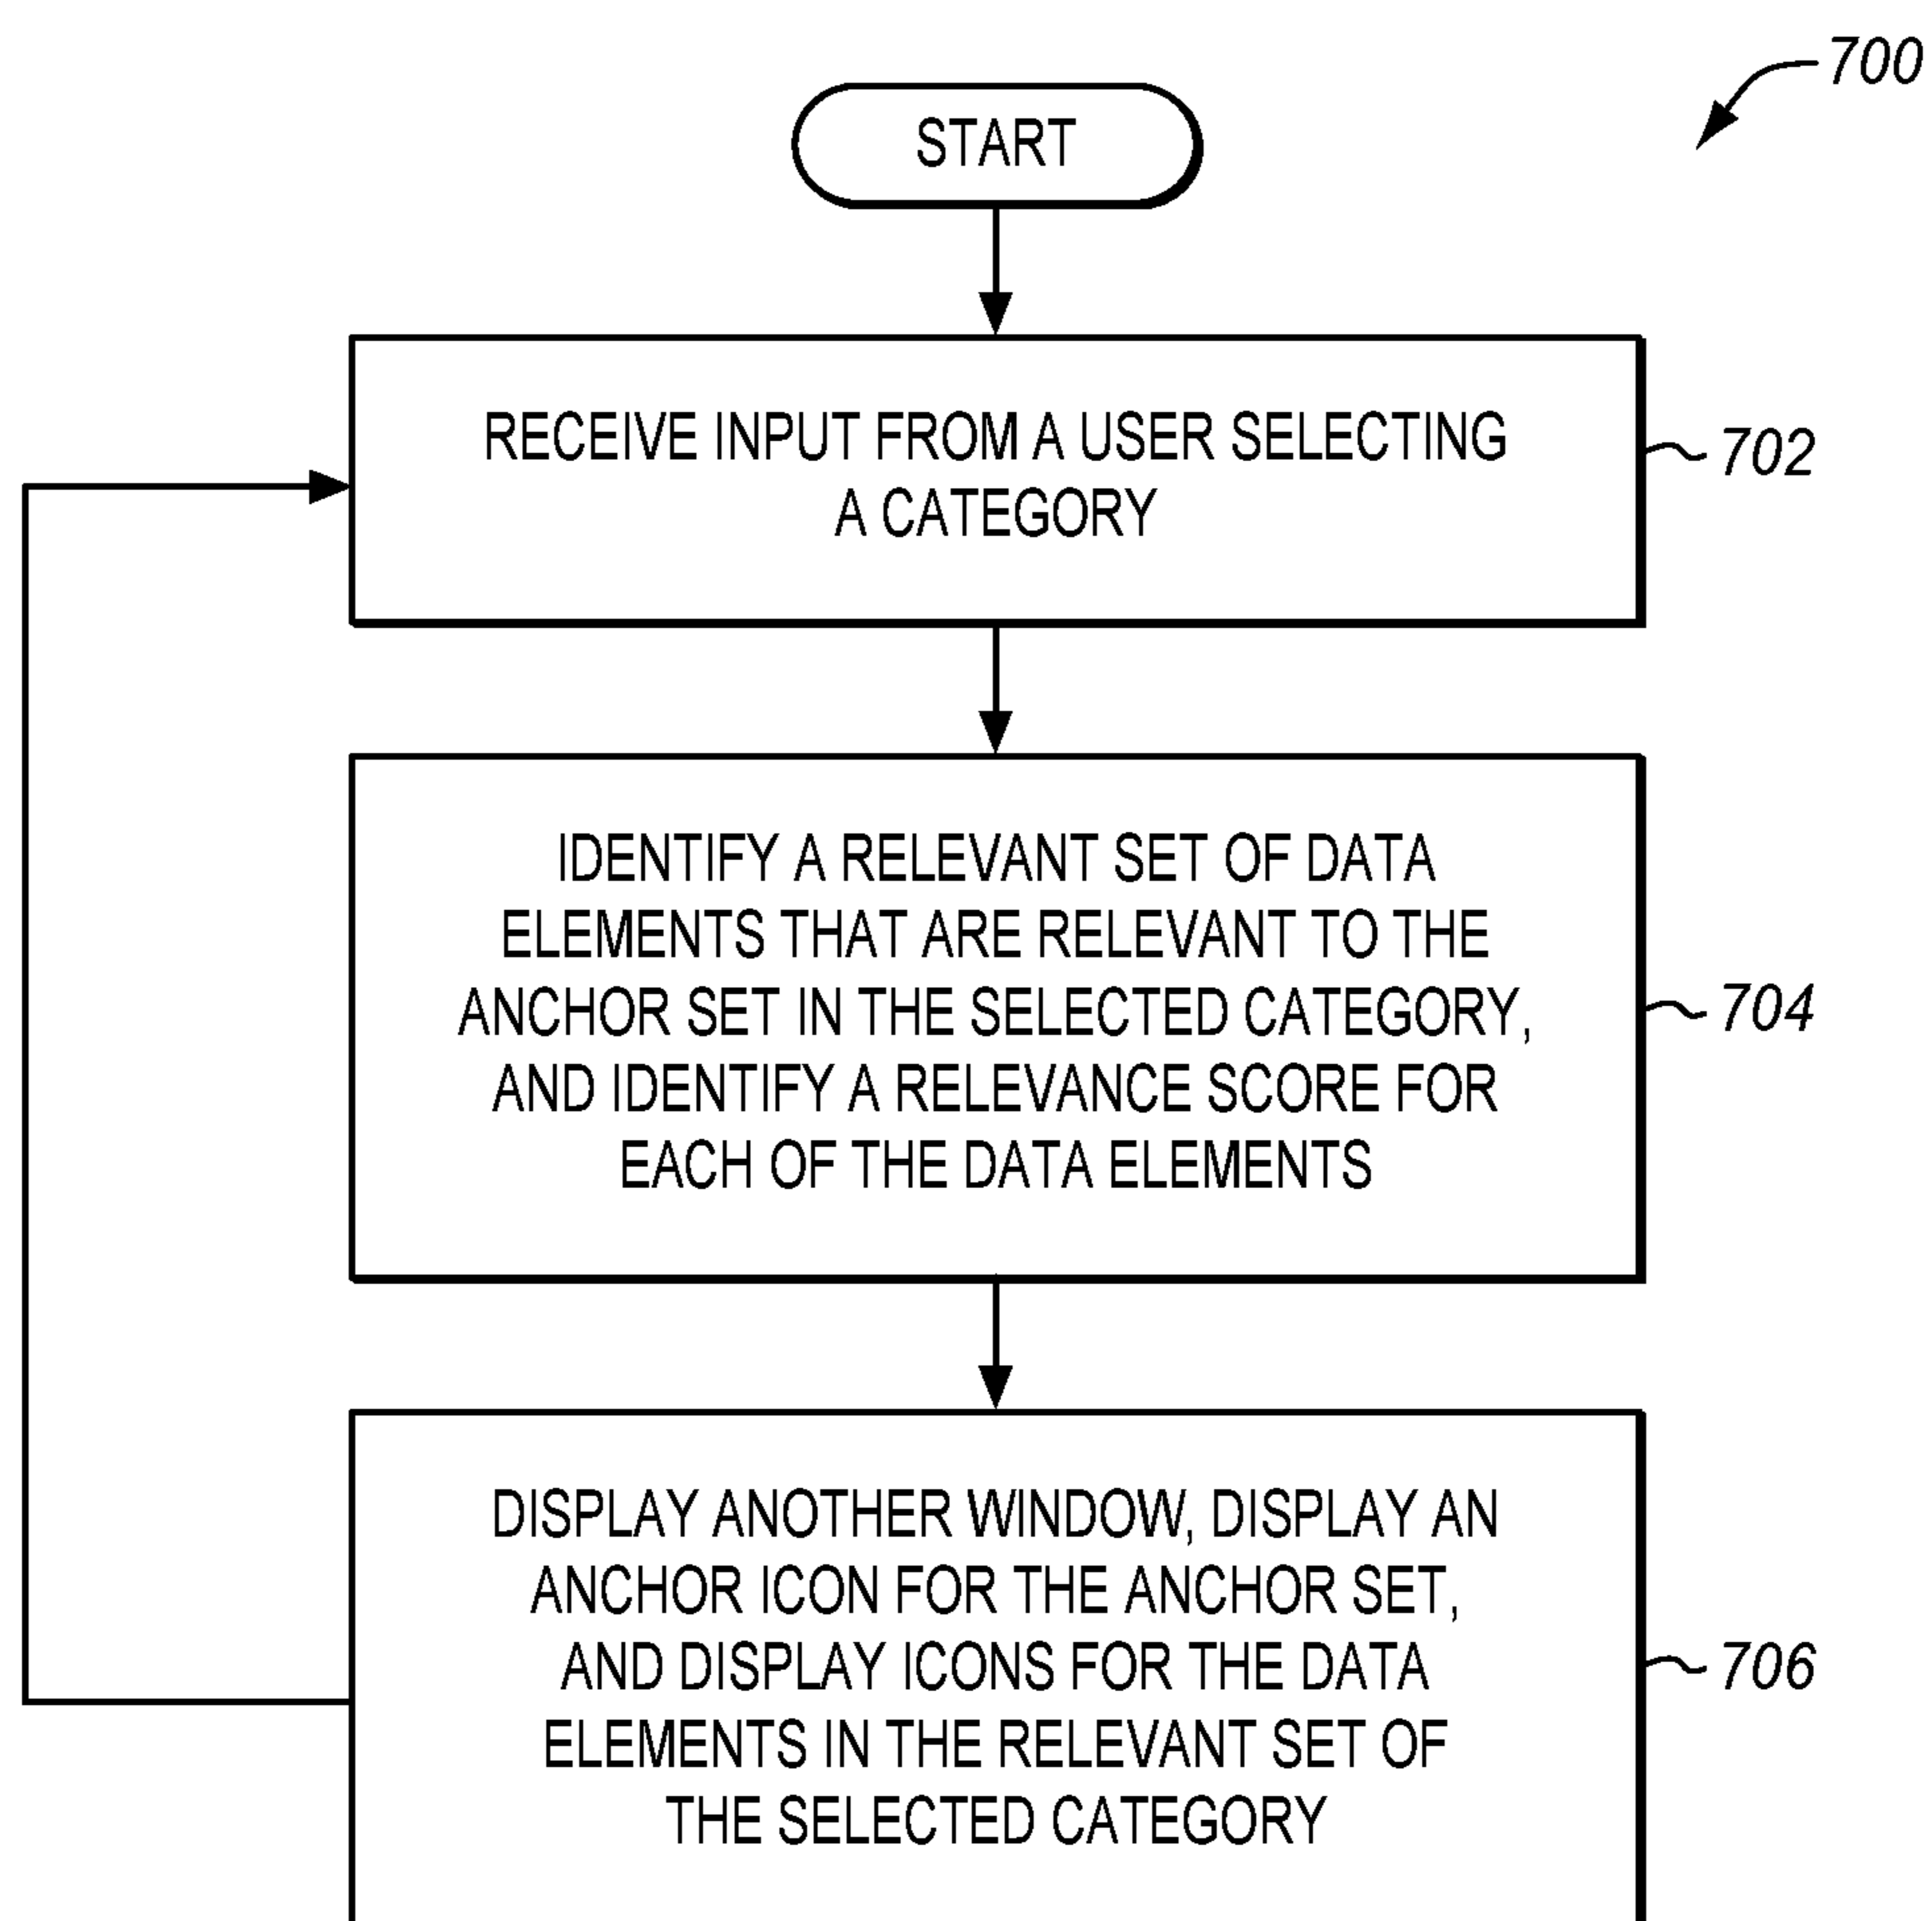 700
START
RECEIVE INPUT FROM A USER SELECTING
A CATEGORY
702
IDENTIFY A RELEVANT SET OF DATA
ELEMENTS THAT ARE RELEVANT TO THE
ANCHOR SET IN THE SELECTED CATEGORY,
AND IDENTIFY A RELEVANCE SCORE FOR
EACH OF THE DATA ELEMENTS
704
DISPLAY ANOTHER WINDOW, DISPLAY AN
ANCHOR ICON FOR THE ANCHOR SET,
AND DISPLAY ICONS FOR THE DATA
ELEMENTS IN THE RELEVANT SET OF
THE SELECTED CATEGORY
706